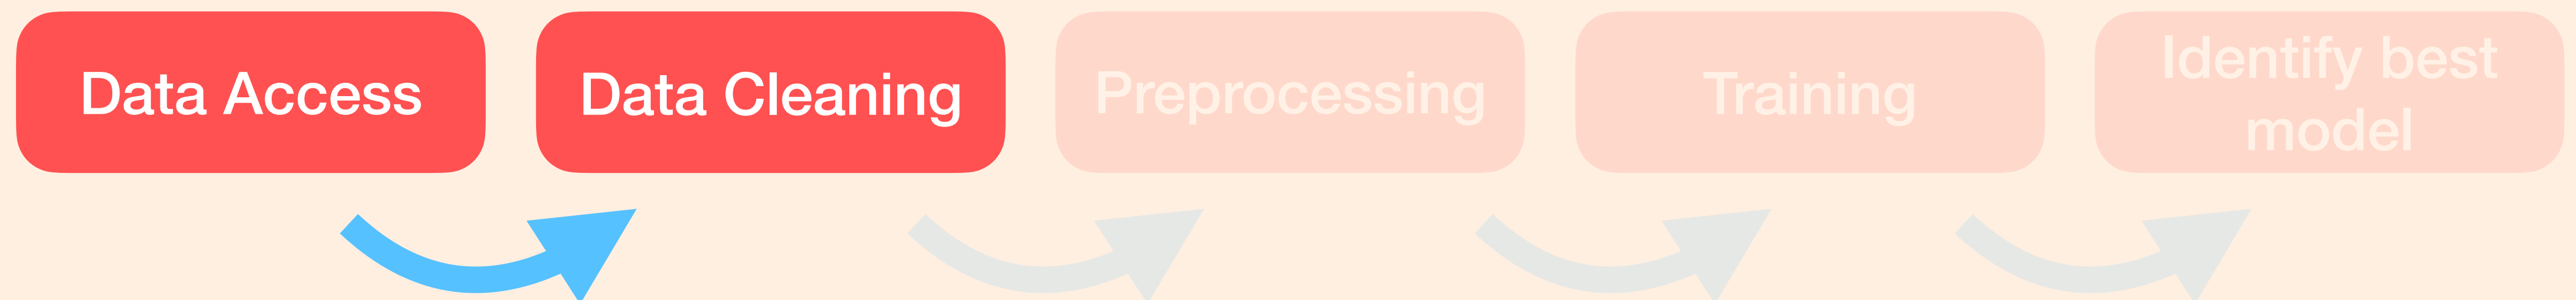 Data Access
Data Cleaning
Preprocessing
Training
Identify best
model